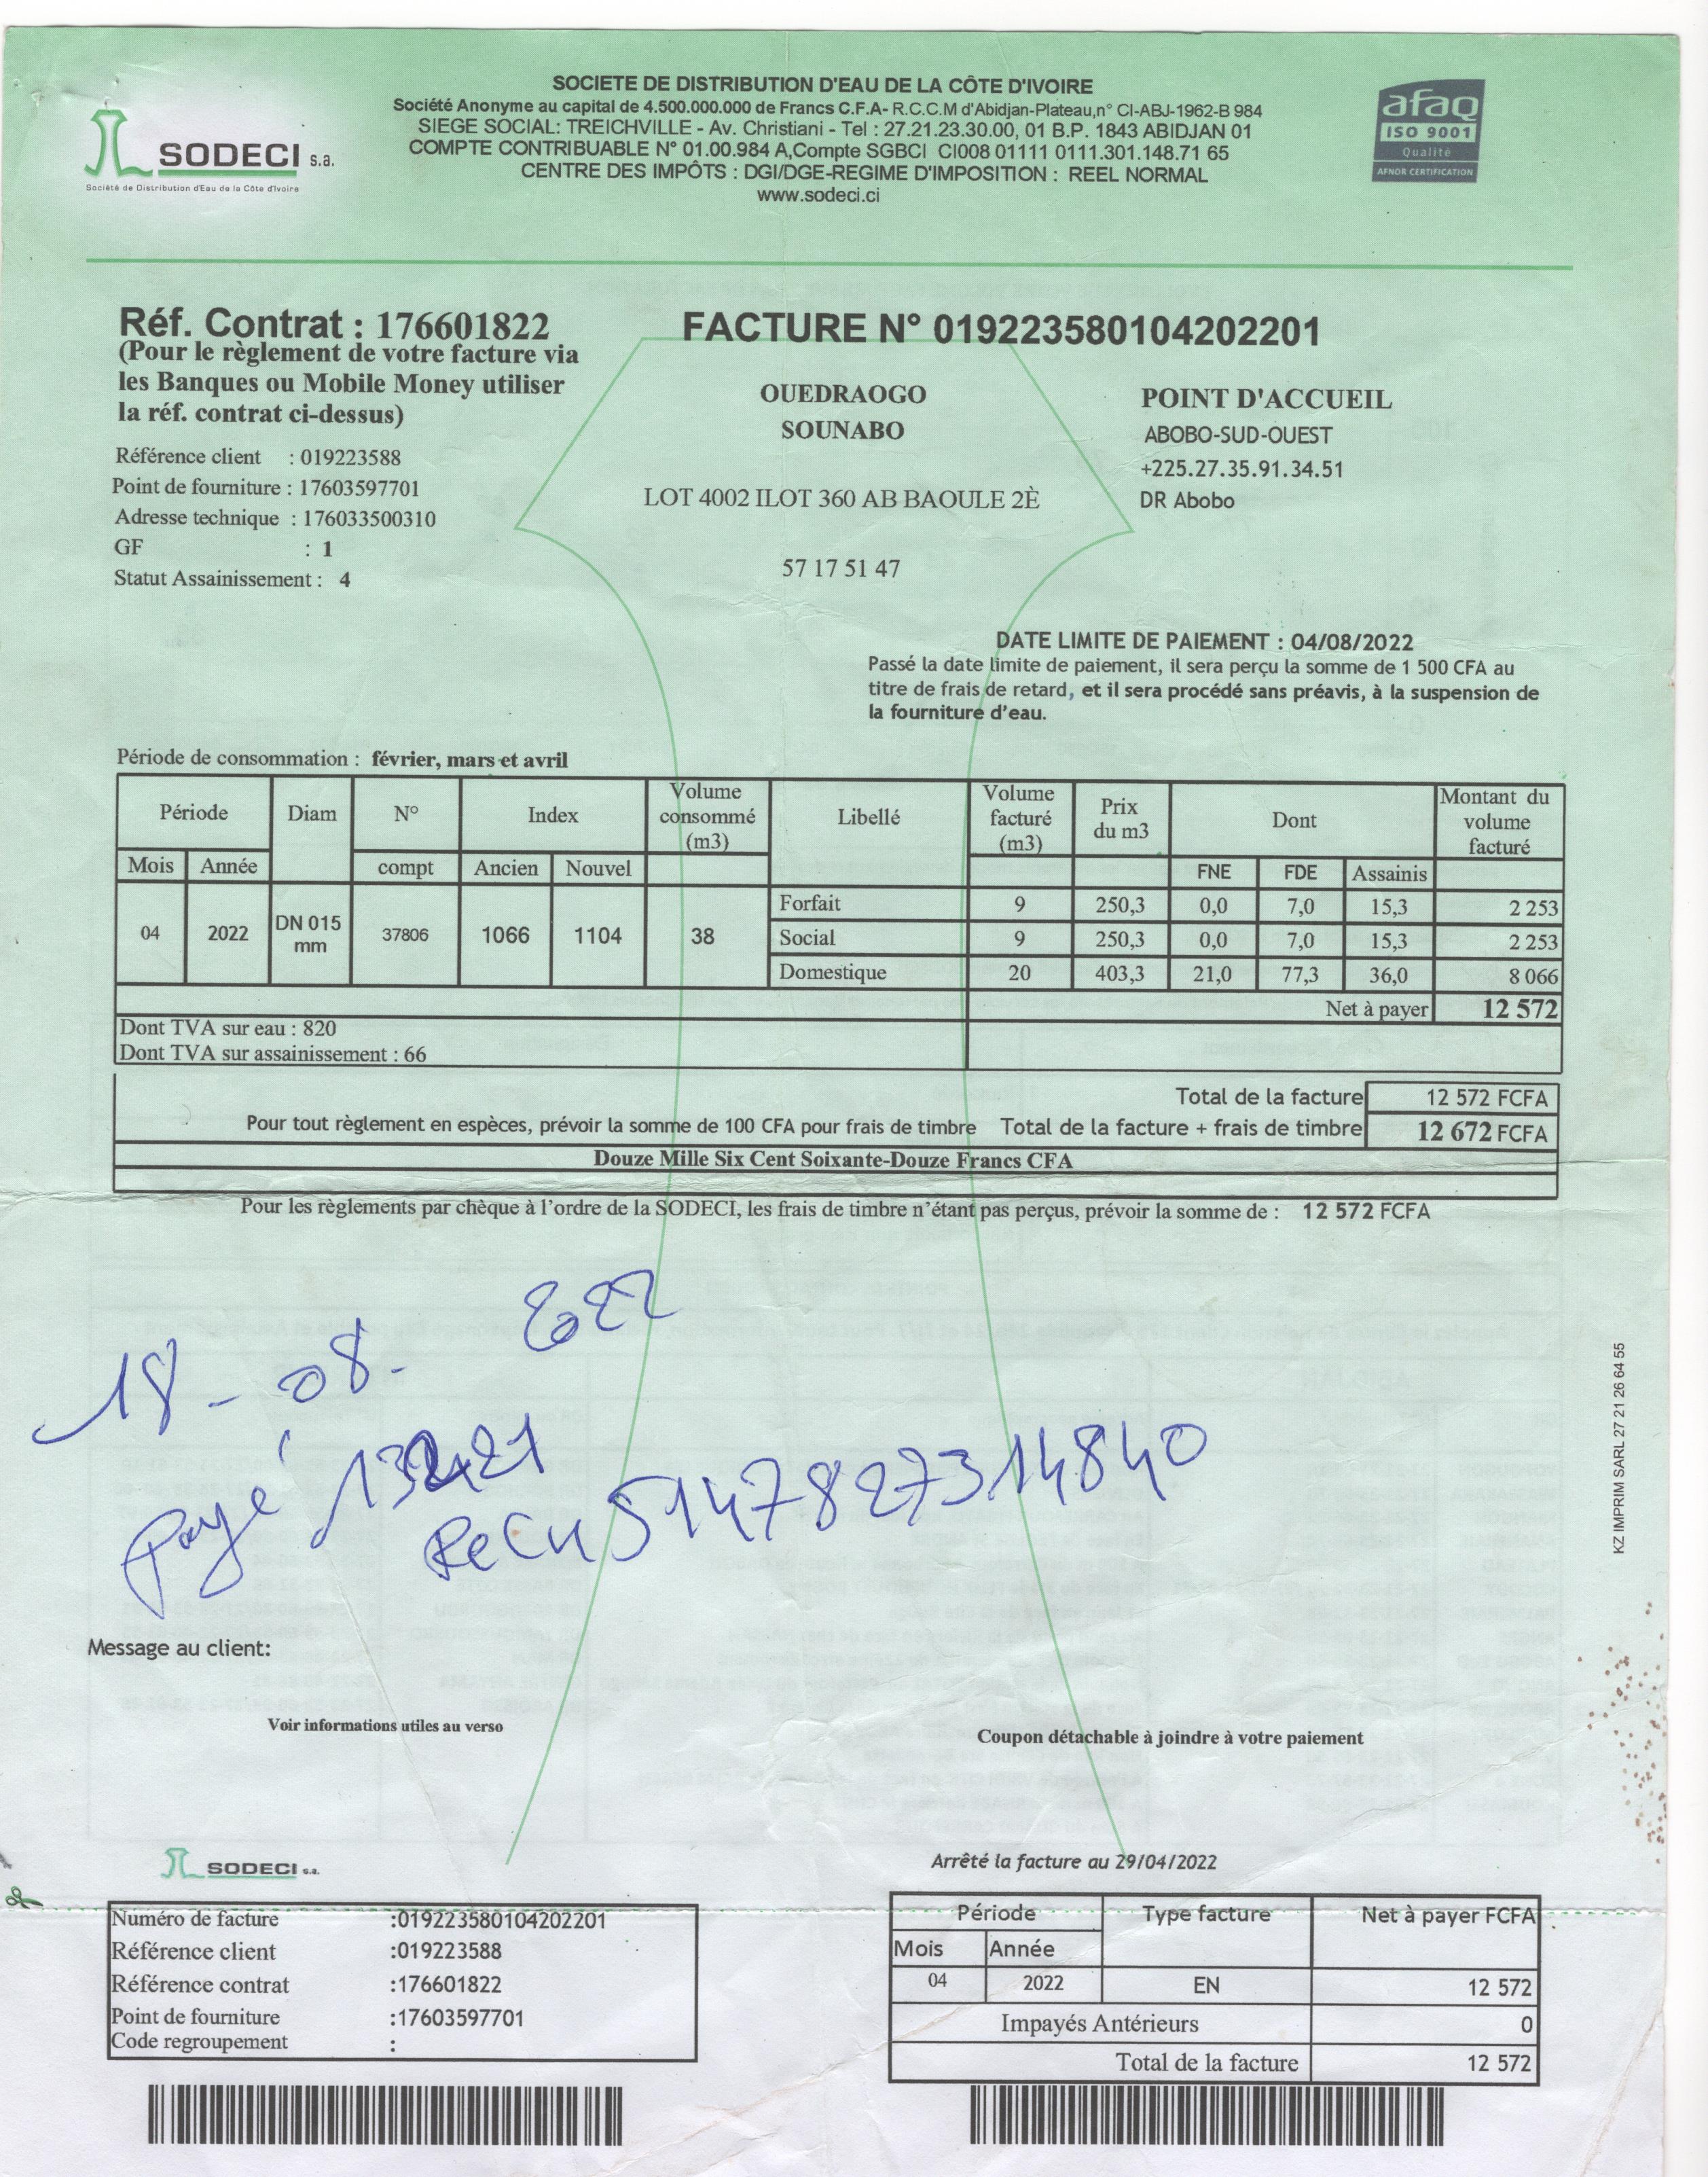 SODECI s.a.
Société de Distribution d'Eau de la Côte d'Ivoire
SOCIETE DE DISTRIBUTION D'EAU DE LA CÔTE D'IVOIRE
Société Anonyme au capital de 4.500.000.000 de Francs C.F.A- R.C.C.M d'Abidjan-Plateau,n° CI-ABJ-1962-B 984
SIEGE SOCIAL: TREICHVILLE - Av. Christiani - Tel : 27.21.23.30.00, 01 B.P. 1843 ABIDJAN 01
COMPTE CONTRIBUABLE N° 01.00.984 A,Compte SGBCI CI008 01111 0111.301.148.71 65
CENTRE DES IMPÔTS : DGI/DGE-REGIME D'IMPOSITION : REEL NORMAL
www.sodeci.ci
afaq
ISO 9001
Qualité
AFNOR CERTIFICATION
Réf. Contrat : 176601822
(Pour le règlement de votre facture via
les Banques ou Mobile Money utiliser
la réf. contrat ci-dessus)
Référence client : 019223588
Point de fourniture : 17603597701
Adresse technique : 176033500310
GF : 1
Statut Assainissement : 4
FACTURE N° 019223580104202201
OUEDRAOGO
SOUNABO
LOT 4002 ILOT 360 AB BAOULE 2È
57 17 51 47
POINT D'ACCUEIL
ABOBO-SUD-OUEST
+225.27.35.91.34.51
DR Abobo
DATE LIMITE DE PAIEMENT : 04/08/2022
Passé la date limite de paiement, il sera perçu la somme de 1 500 CFA au
titre de frais de retard, et il sera procédé sans préavis, à la suspension de
la fourniture d'eau.
Période de consommation : février, mars et avril
Période Diam N° Index Volume consommé (m3) Libellé Volume facturé (m3) Prix du m3 Dont Montant du volume facturé
Mois Année compt Ancien Nouvel FNE FDE Assainis
04 2022 DN 015 mm 37806 1066 1104 38
Forfait 9 250,3 0,0 7,0 15,3 2 253
Social 9 250,3 0,0 7,0 15,3 2 253
Domestique 20 403,3 21,0 77,3 36,0 8 066
Net à payer 12 572
Dont TVA sur eau : 820
Dont TVA sur assainissement : 66
Total de la facture 12 572 FCFA
Pour tout règlement en espèces, prévoir la somme de 100 CFA pour frais de timbre Total de la facture + frais de timbre 12 672 FCFA
Douze Mille Six Cent Soixante-Douze Francs CFA
Pour les règlements par chèque à l'ordre de la SODECI, les frais de timbre n'étant pas perçus, prévoir la somme de : 12 572 FCFA
18-08-2022
payé
ReCu 5147827314840
KZ IMPRIM SARL 27 21 26 64 55
Message au client:
Voir informations utiles au verso
Coupon détachable à joindre à votre paiement
SODECI s.a.
Arrêté la facture au 29/04/2022
Numéro de facture :019223580104202201
Référence client :019223588
Référence contrat :176601822
Point de fourniture :17603597701
Code regroupement :
Période Type facture Net à payer FCFA
Mois Année
04 2022 EN 12 572
Impayés Antérieurs 0
Total de la facture 12 572